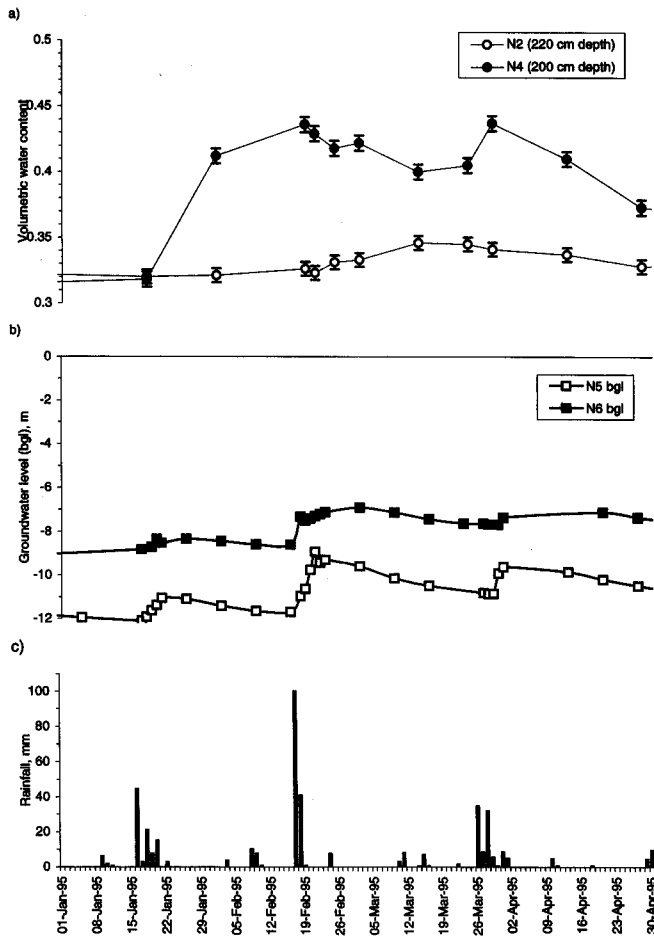 a)
0.5
0.45
0.4
0.35
0.3
Volumetric water content
N2 (220 cm depth)
N4 (200 cm depth)
b)
0
-2
-4
-6
-8
-10
-12
Groundwater level (bgl), m
N5 bgl
N6 bgl
c)
100
80
60
40
20
0
Rainfall, mm
01-Jan-95
08-Jan-95
15-Jan-95
22-Jan-95
29-Jan-95
05-Feb-95
12-Feb-95
19-Feb-95
26-Feb-95
05-Mar-95
12-Mar-95
19-Mar-95
26-Mar-95
02-Apr-95
09-Apr-95
16-Apr-95
23-Apr-95
30-Apr-95